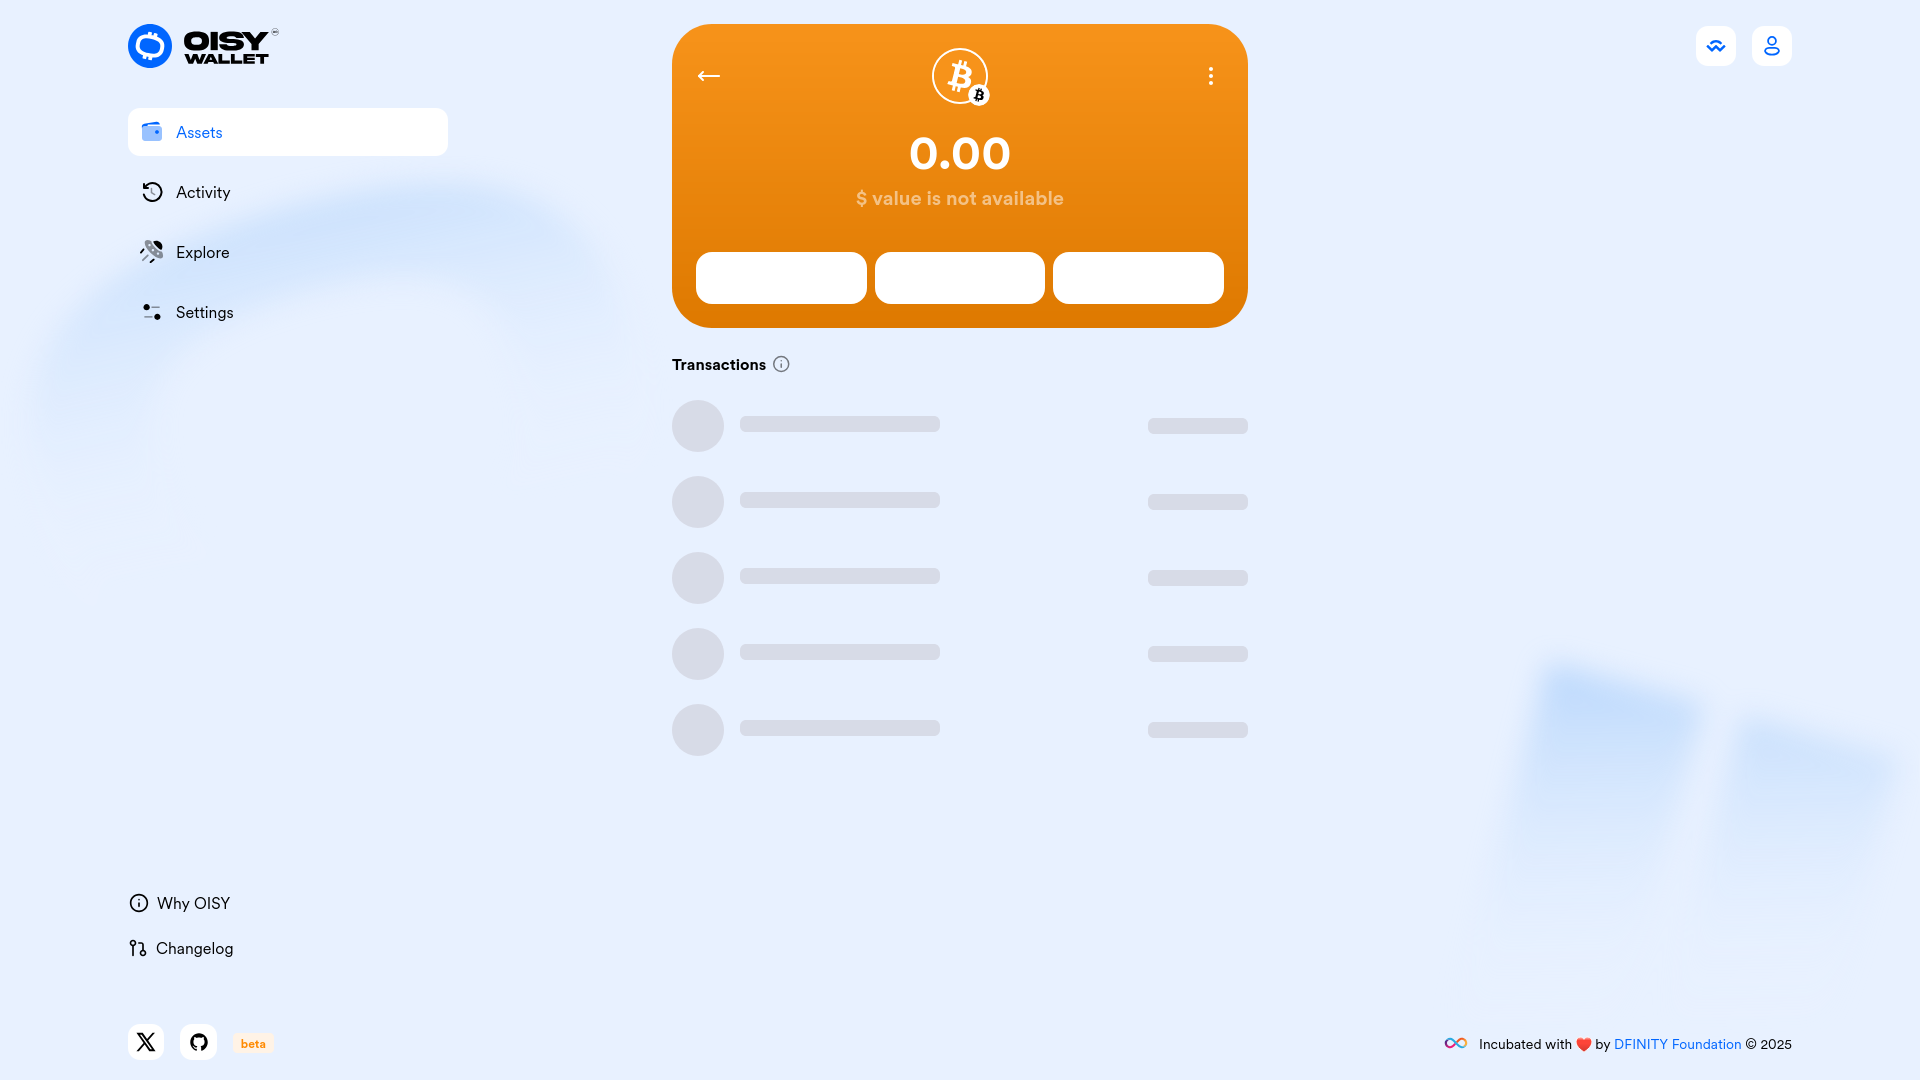 OISY
WALLET
Assets
Activity
Explore
Settings
0.00
$ value is not available
Transactions
Why OISY
Changelog
beta
Incubated with ❤️ by DFINITY Foundation © 2025